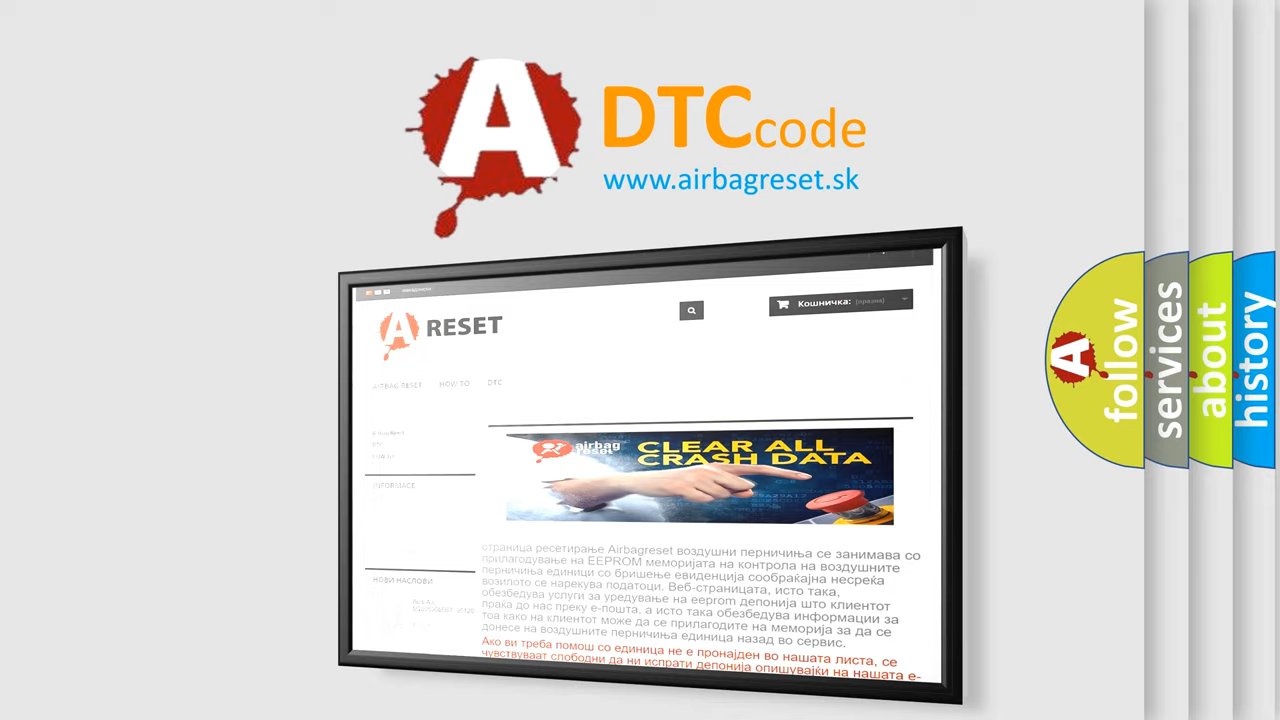 A DTC code
www.airbagreset.sk
A RESET
Кошничка: (празна)
AIRBAG RESET HOW TO DTC
airbag
reset
CLEAR ALL
CRASH DATA
INFORMACE
НОВИ НАСЛОВИ
страница ресетирање Airbagreset воздушни перничиња се занимава со
прилагодување на EEPROM меморијата на контрола на воздушните
перничиња единици со бришење евиденција сообраќајна несреќа
возилото се нарекува податоци. Веб-страницата, исто така,
обезбедува услуги за уредување на eeprom депонија што клиентот
праќа до нас преку е-пошта. а исто така обезбедува информации за
тоа како на клиентот може да се прилагодите на меморија за да се
донесе на воздушните перничиња единица назад во сервис.
Ако ви треба помош со единица не е пронајден во нашата листа, се
чувствуваат слободни да ни испрати депонија опишувајќи на нашата е-
A follow
services
about
history